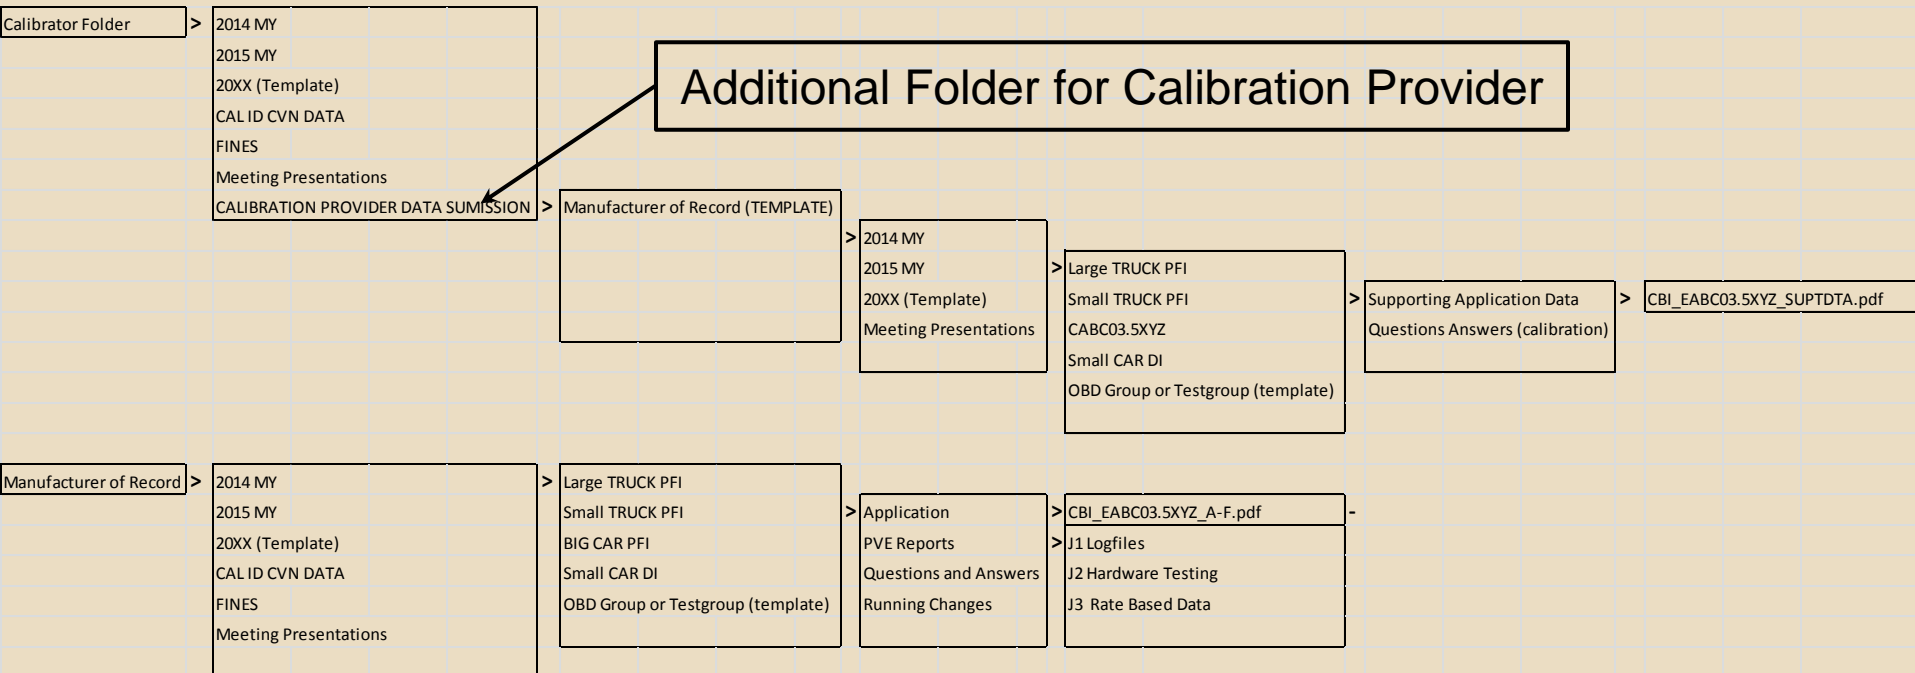 Calibrator Folder > 2014 MY
2015 MY
20XX (Template)
CAL ID CVN DATA
FINES
Meeting Presentations
CALIBRATION PROVIDER DATA SUMISSION >
Additional Folder for Calibration Provider
Manufacturer of Record (TEMPLATE)
> 2014 MY
2015 MY
20XX (Template)
Meeting Presentations
> Large TRUCK PFI
Small TRUCK PFI
CABC03.5XYZ
Small CAR DI
OBD Group or Testgroup (template)
> Supporting Application Data
Questions Answers (calibration)
> CBI_EABC03.5XYZ_SUPTDTA.pdf
Manufacturer of Record > 2014 MY
2015 MY
20XX (Template)
CAL ID CVN DATA
FINES
Meeting Presentations
> Large TRUCK PFI
Small TRUCK PFI
BIG CAR PFI
Small CAR DI
OBD Group or Testgroup (template)
> Application
PVE Reports
Questions and Answers
Running Changes
> CBI_EABC03.5XYZ_A-F.pdf -
> J1 Logfiles
J2 Hardware Testing
J3 Rate Based Data